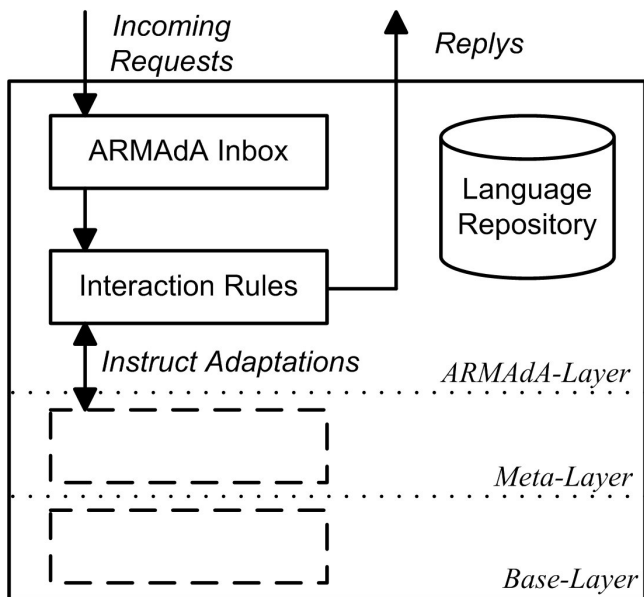 Incoming
Requests
Replys
ARMAdA Inbox
Language
Repository
Interaction Rules
Instruct Adaptations
ARMAdA-Layer
Meta-Layer
Base-Layer